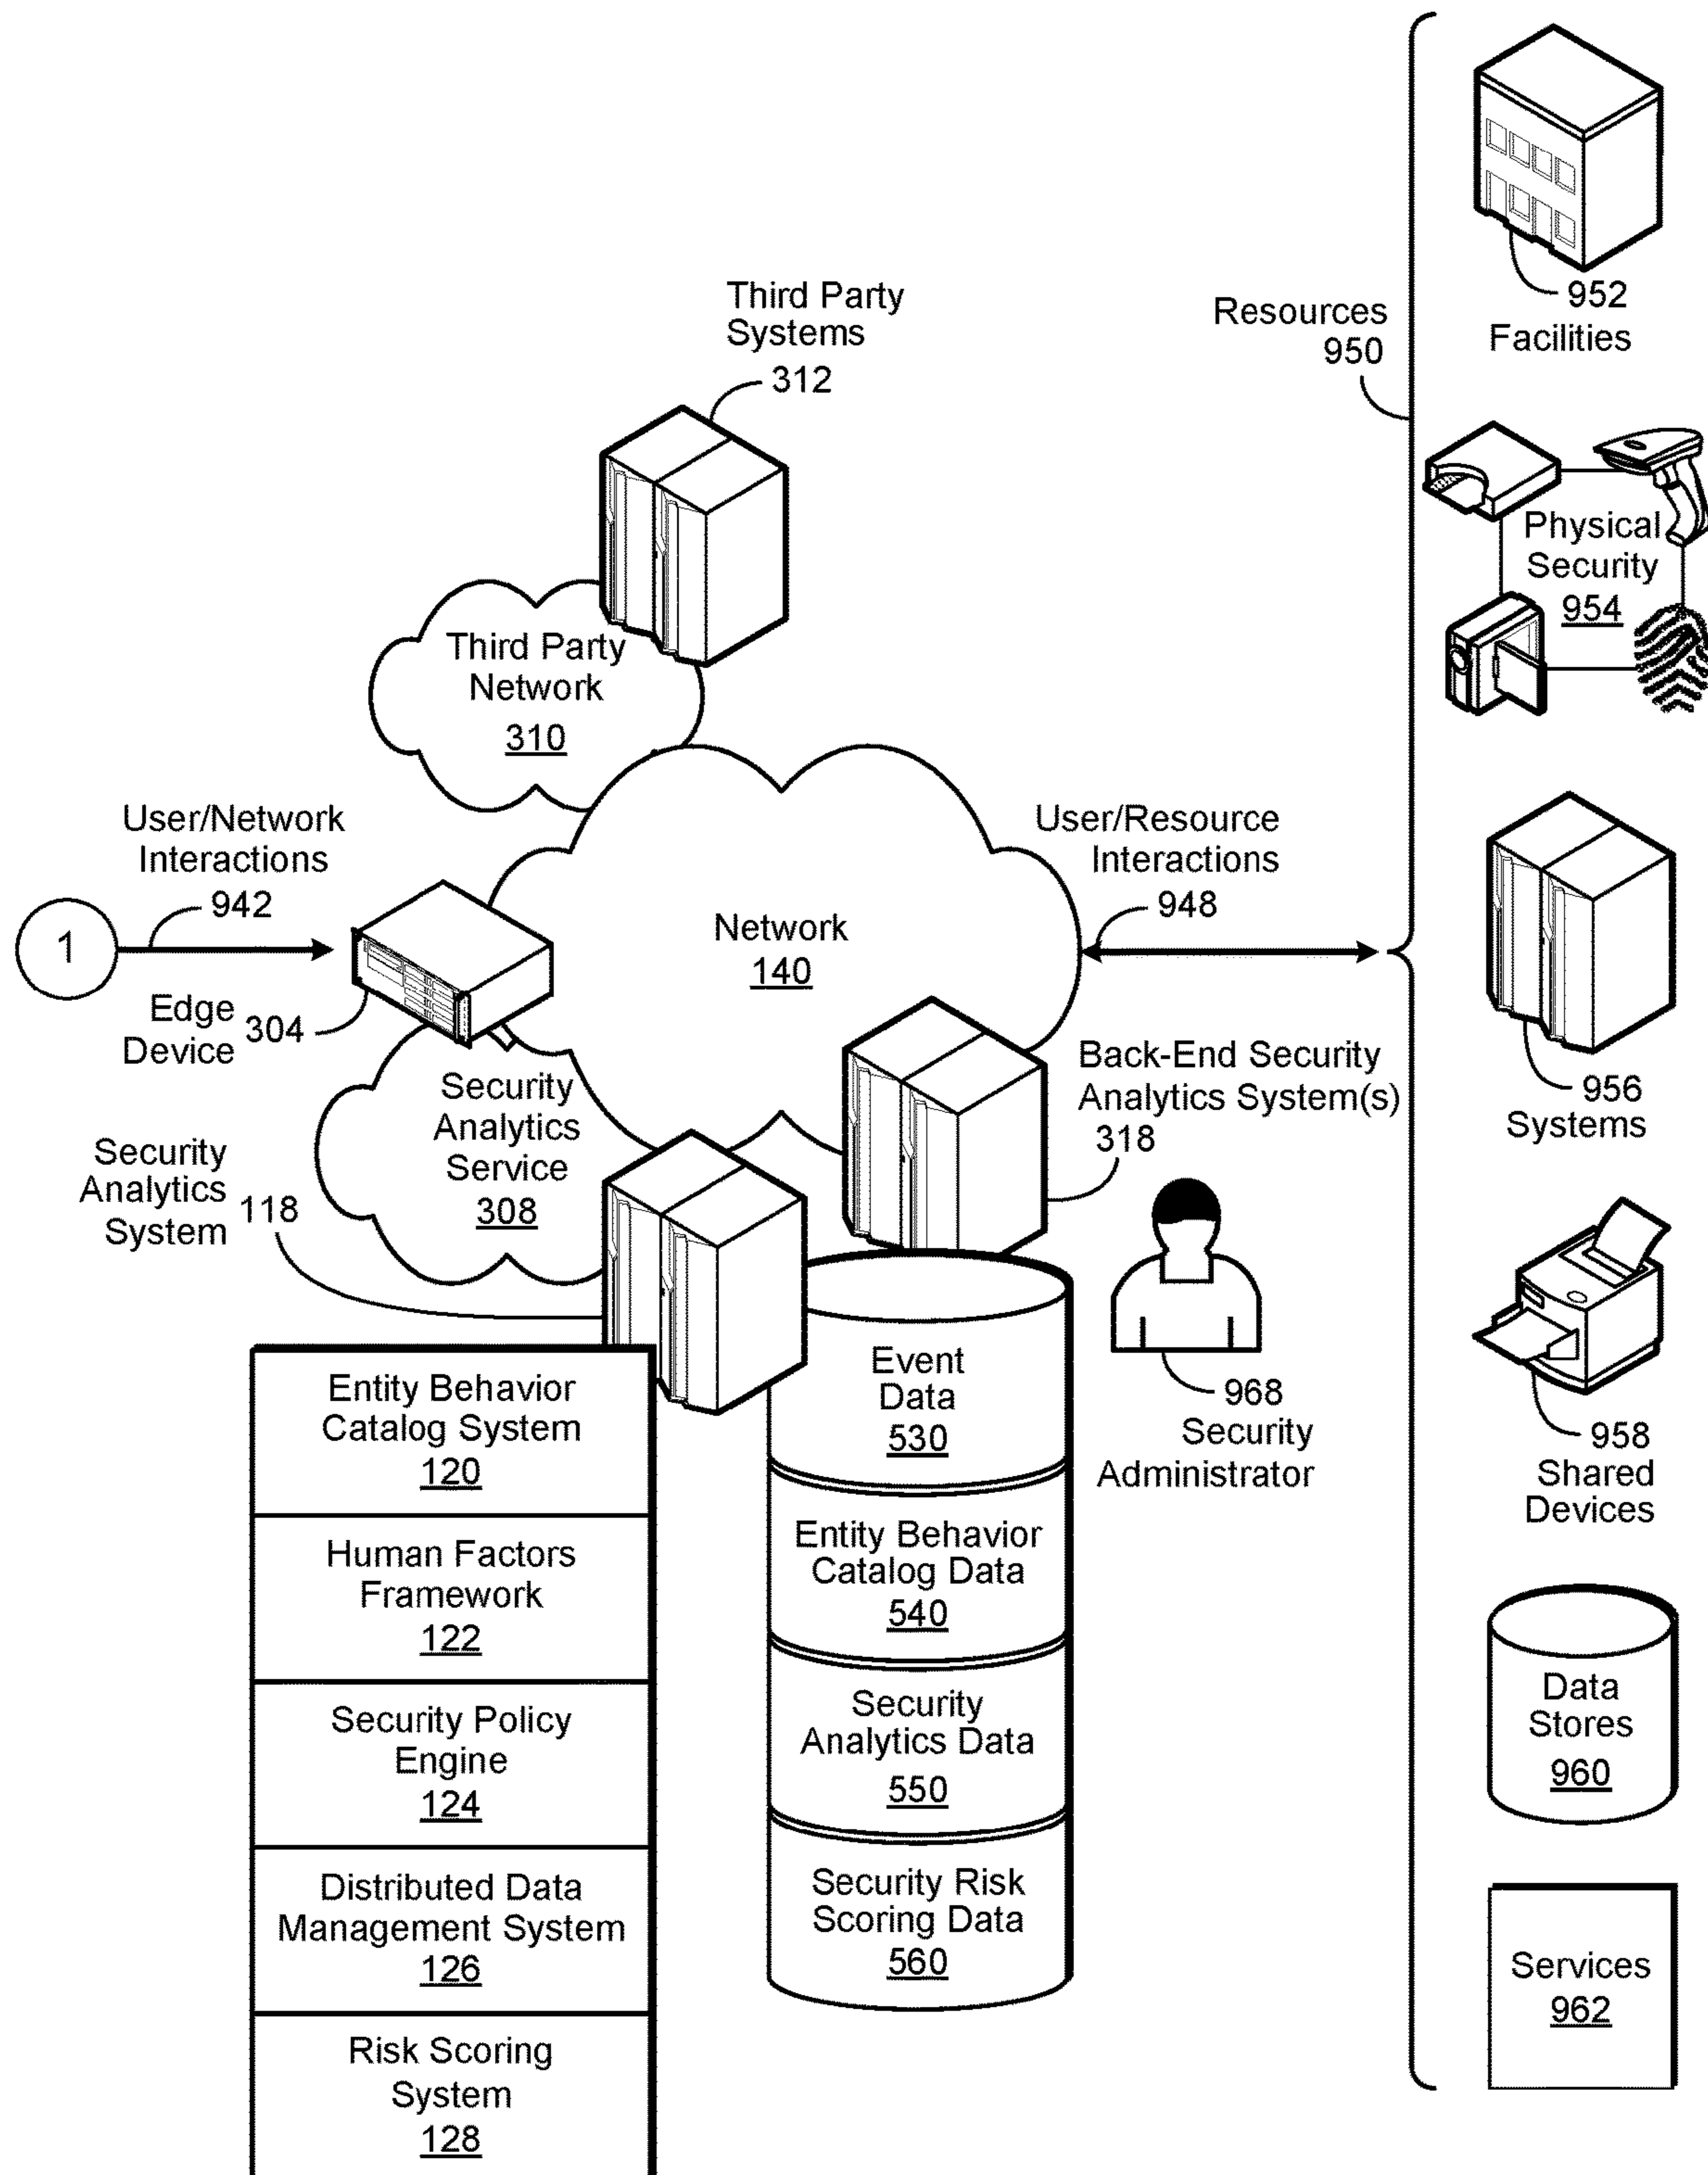 Third Party
Systems
312
Third Party
Network
310
User/Network
Interactions
942
1
Edge
Device
304
Network
140
User/Resource
Interactions
948
Security
Analytics
Service
308
Security
Analytics
System
118
Back-End Security
Analytics System(s)
318
968
Security
Administrator
Entity Behavior
Catalog System
120
Human Factors
Framework
122
Security Policy
Engine
124
Distributed Data
Management System
126
Risk Scoring
System
128
Event
Data
530
Entity Behavior
Catalog Data
540
Security
Analytics Data
550
Security Risk
Scoring Data
560
Resources
950
952
Facilities
Physical
Security
954
956
Systems
958
Shared
Devices
Data
Stores
960
Services
962